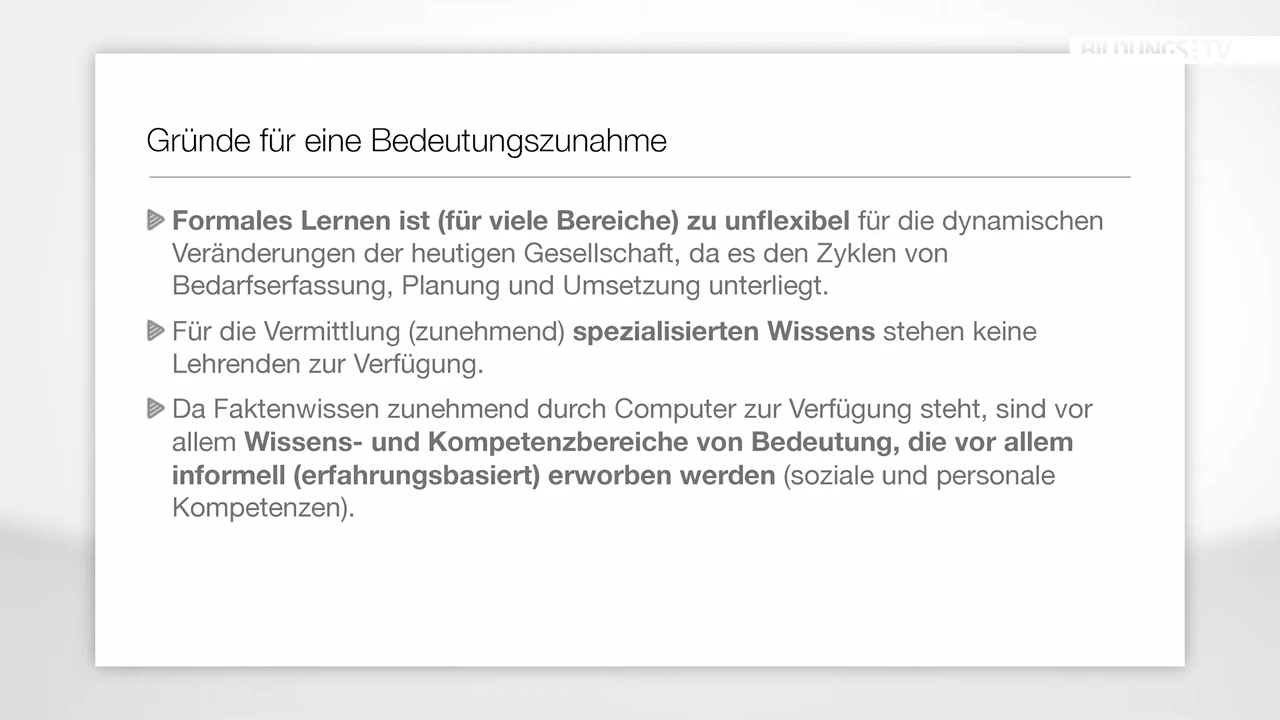 BILDUNGS TV
Gründe für eine Bedeutungszunahme
Formales Lernen ist (für viele Bereiche) zu unflexibel für die dynamischen
Veränderungen der heutigen Gesellschaft, da es den Zyklen von
Bedarfserfassung, Planung und Umsetzung unterliegt.
Für die Vermittlung (zunehmend) spezialisierten Wissens stehen keine
Lehrenden zur Verfügung.
Da Faktenwissen zunehmend durch Computer zur Verfügung steht, sind vor
allem Wissens- und Kompetenzbereiche von Bedeutung, die vor allem
informell (erfahrungsbasiert) erworben werden (soziale und personale
Kompetenzen).